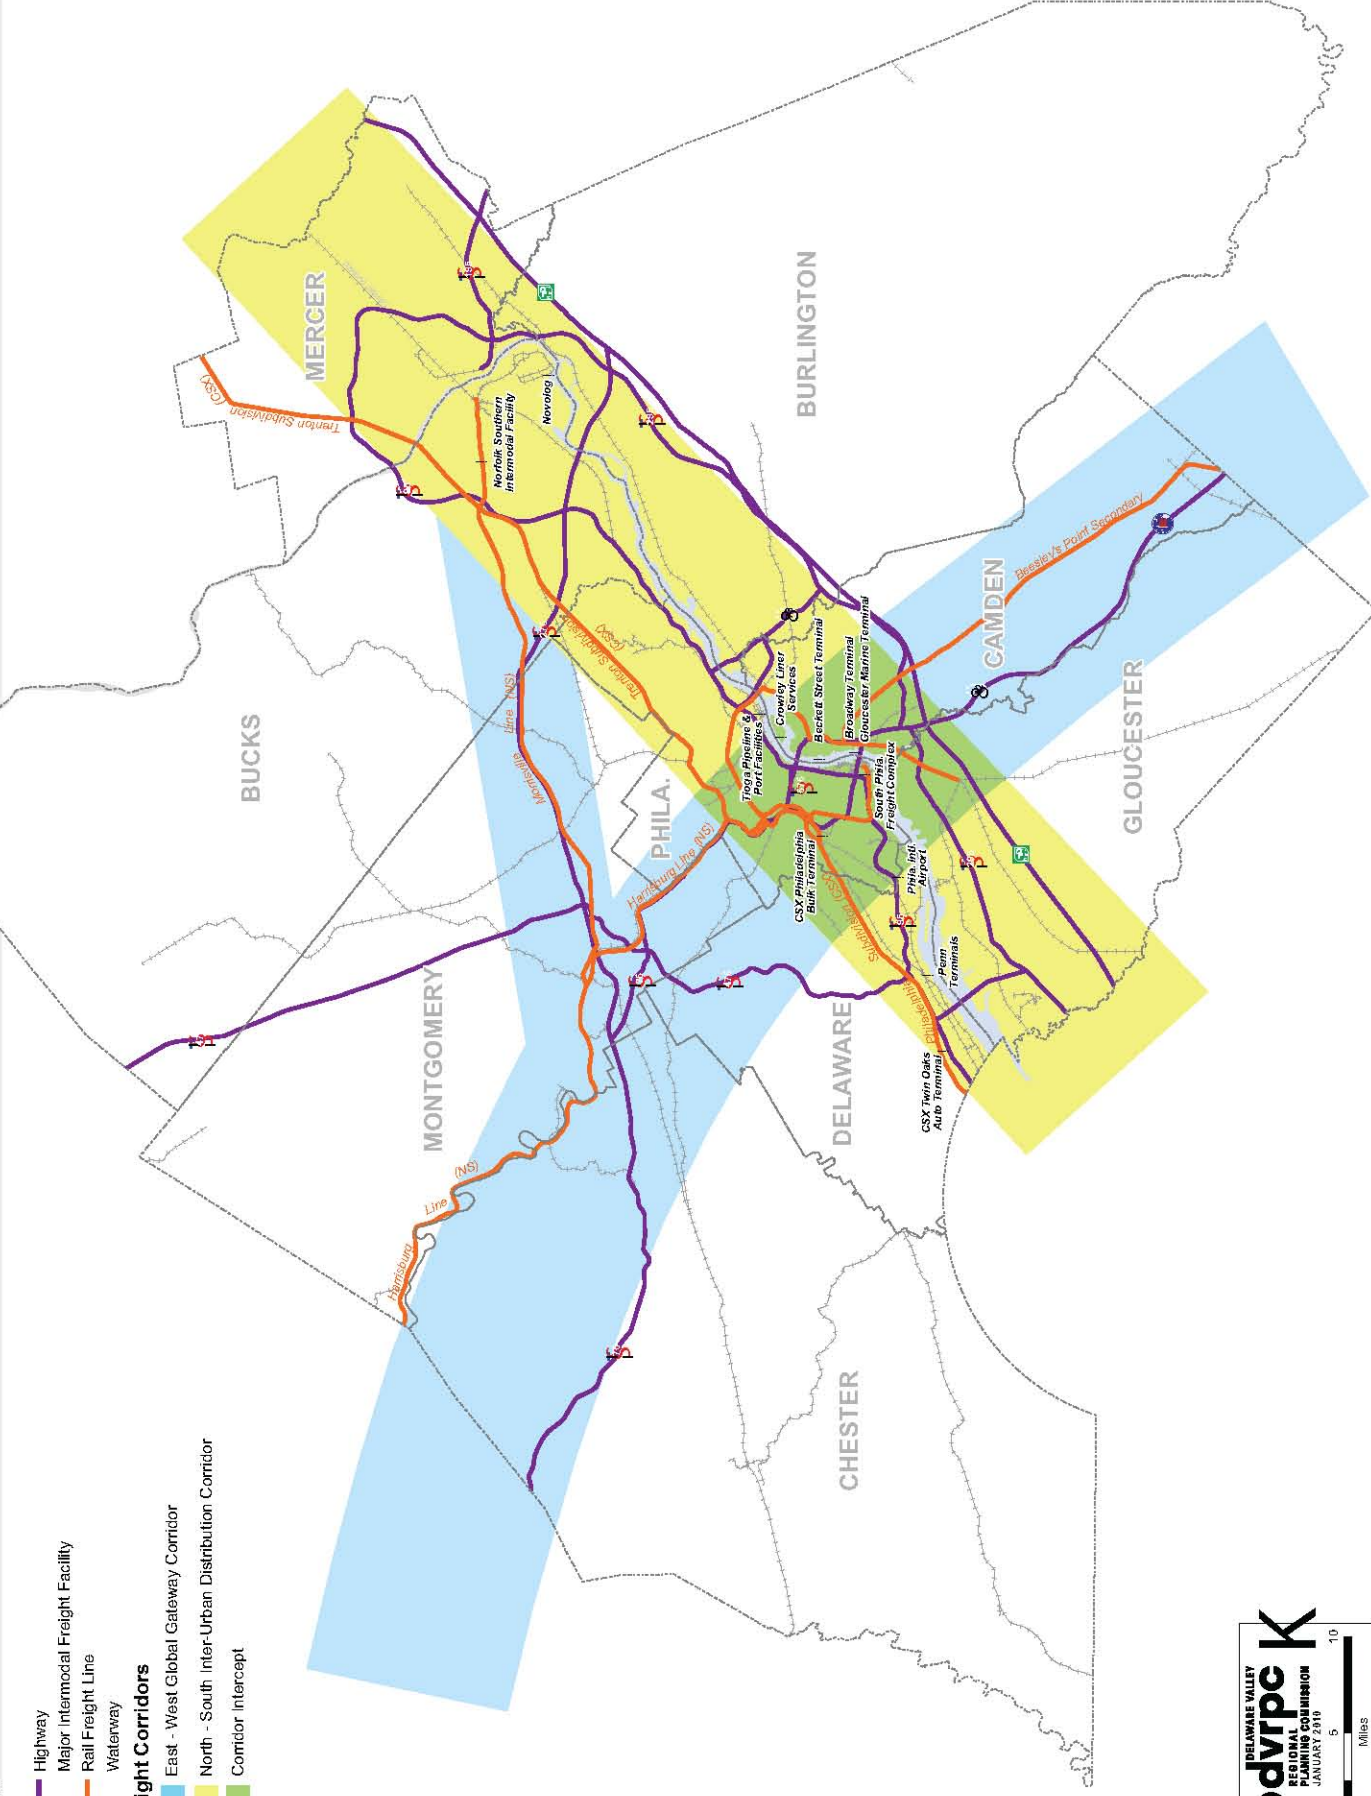 Highway
Major Intermodal Freight Facility
Rail Freight Line
Waterway
ight Corridors
East - West Global Gateway Corridor
North - South Inter-Urban Distribution Corridor
Corridor Intercept
MERCER
BURLINGTON
BUCKS
PHILA.
CAMDEN
GLOUCESTER
MONTGOMERY
DELAWARE
CHESTER
Trenton Subdivision (CSX)
Norfolk Southern
Intermodal Facility
Novolog
Morrisville Line (NS)
Trenton Subdivision (CSX)
Beesley's Point Secondary
Crowley Liner
Services
Beckett Street Terminal
Broadway Terminal
Gloucester Marine Terminal
Tioga Pipeline &
Port Facilities
South Phila.
Freight Complex
CSX Philadelphia
Bulk Terminal
Phila. Intl.
Airport
Penn
Terminals
CSX Twin Oaks
Auto Terminal
Philadelphia Subdivision (CSX)
Harrisburg Line (NS)
Harrisburg Line (NS)
dvrpc
DELAWARE VALLEY
REGIONAL
PLANNING COMMISSION
JANUARY 2010
5 10
Miles